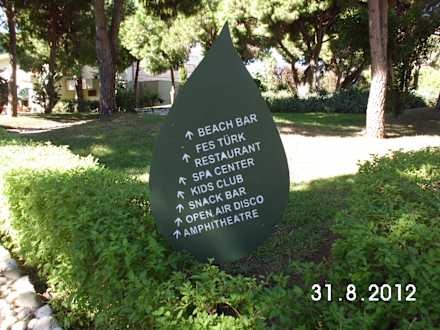 ↖ BEACH BAR
FES TÜRK
↖ RESTAURANT
↖ SPA CENTER
↖ KIDS CLUB
↖ SNACK BAR
↖ OPEN AIR DISCO
↖ AMPHITHEATRE
31.8.2012